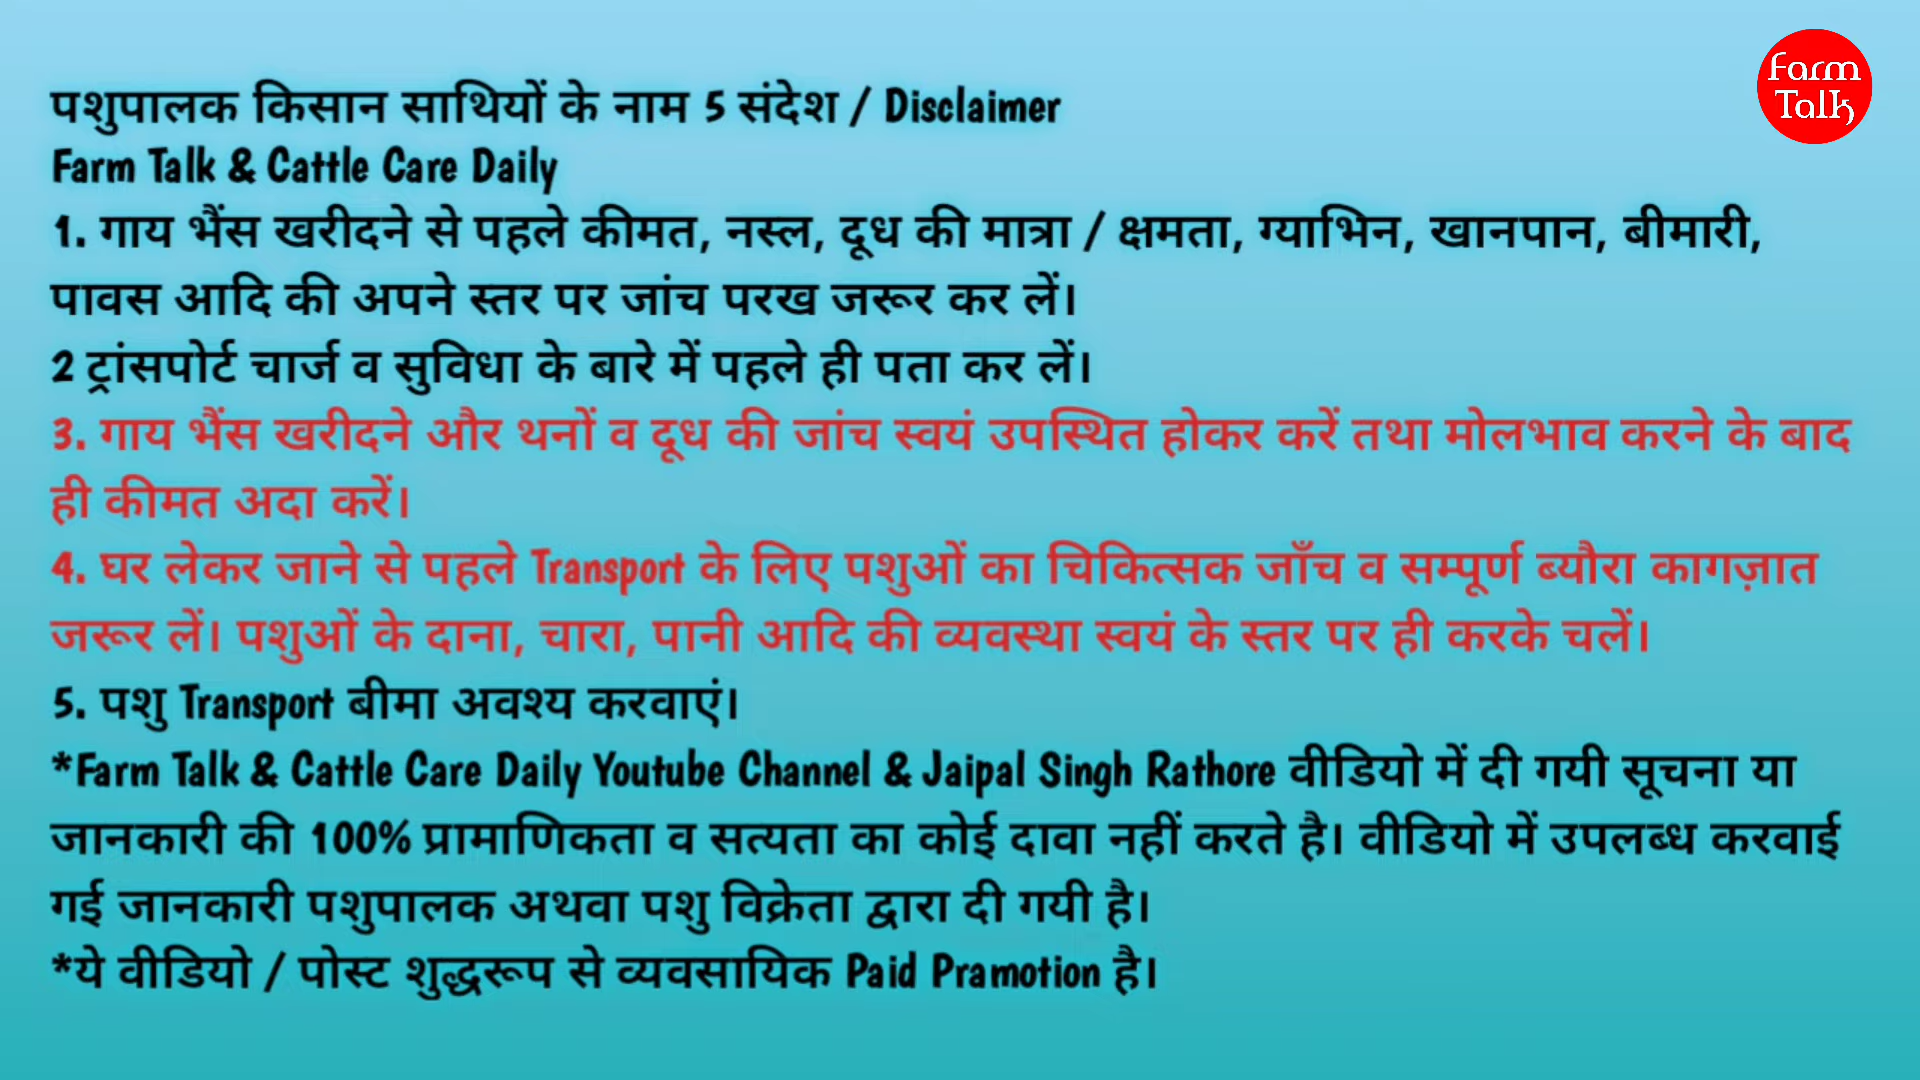 पशुपालक किसान साथियों के नाम 5 संदेश / Disclaimer
Farm Talk & Cattle Care Daily
1. गाय भैंस खरीदने से पहले कीमत, नस्ल, दूध की मात्रा / क्षमता, ग्याभिन, खानपान, बीमारी,
पावस आदि की अपने स्तर पर जांच परख जरूर कर लें।
2 ट्रांसपोर्ट चार्ज व सुविधा के बारे में पहले ही पता कर लें।
3. गाय भैंस खरीदने और थनों व दूध की जांच स्वयं उपस्थित होकर करें तथा मोलभाव करने के बाद
ही कीमत अदा करें।
4. घर लेकर जाने से पहले Transport के लिए पशुओं का चिकित्सक जाँच व सम्पूर्ण ब्यौरा कागज़ात
जरूर लें। पशुओं के दाना, चारा, पानी आदि की व्यवस्था स्वयं के स्तर पर ही करके चलें।
5. पशु Transport बीमा अवश्य करवाएं।
*Farm Talk & Cattle Care Daily Youtube Channel & Jaipal Singh Rathore वीडियो में दी गयी सूचना या
जानकारी की 100% प्रामाणिकता व सत्यता का कोई दावा नहीं करते है। वीडियो में उपलब्ध करवाई
गई जानकारी पशुपालक अथवा पशु विक्रेता द्वारा दी गयी है।
*ये वीडियो / पोस्ट शुद्धरूप से व्यवसायिक Paid Pramotion है।
Farm
Talk